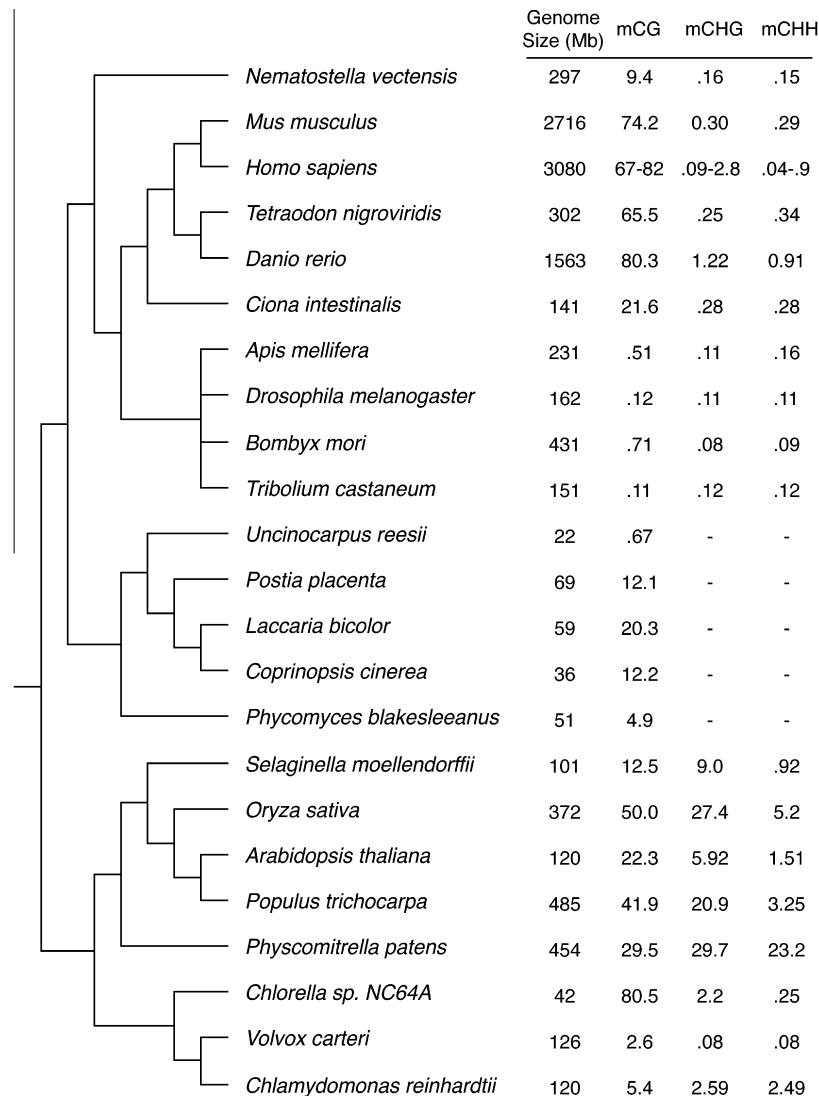 Genome Size (Mb) mCG mCHG mCHH
Nematostella vectensis 297 9.4 .16 .15
Mus musculus 2716 74.2 0.30 .29
Homo sapiens 3080 67-82 .09-2.8 .04-.9
Tetraodon nigroviridis 302 65.5 .25 .34
Danio rerio 1563 80.3 1.22 0.91
Ciona intestinalis 141 21.6 .28 .28
Apis mellifera 231 .51 .11 .16
Drosophila melanogaster 162 .12 .11 .11
Bombyx mori 431 .71 .08 .09
Tribolium castaneum 151 .11 .12 .12
Uncinocarpus reesii 22 .67 - -
Postia placenta 69 12.1 - -
Laccaria bicolor 59 20.3 - -
Coprinopsis cinerea 36 12.2 - -
Phycomyces blakesleeanus 51 4.9 - -
Selaginella moellendorffii 101 12.5 9.0 .92
Oryza sativa 372 50.0 27.4 5.2
Arabidopsis thaliana 120 22.3 5.92 1.51
Populus trichocarpa 485 41.9 20.9 3.25
Physcomitrella patens 454 29.5 29.7 23.2
Chlorella sp. NC64A 42 80.5 2.2 .25
Volvox carteri 126 2.6 .08 .08
Chlamydomonas reinhardtii 120 5.4 2.59 2.49